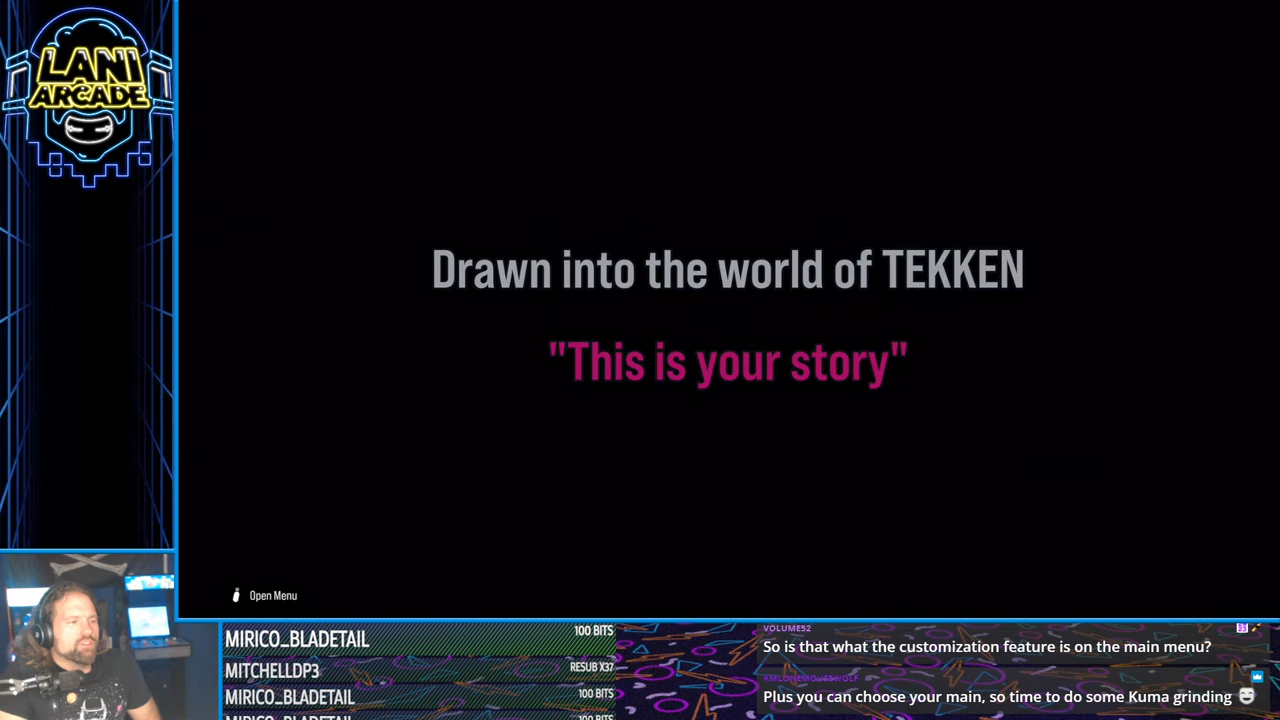 LANI
ARCADE
Drawn into the world of TEKKEN
"This is your story"
Open Menu
MIRICO_BLADETAIL 100 BITS
MITCHELLDP3 RESUB X37
MIRICO_BLADETAIL 100 BITS
100 BITS
VOLUME52
So is that what the customization feature is on the main menu?
Plus you can choose your main, so time to do some Kuma grinding